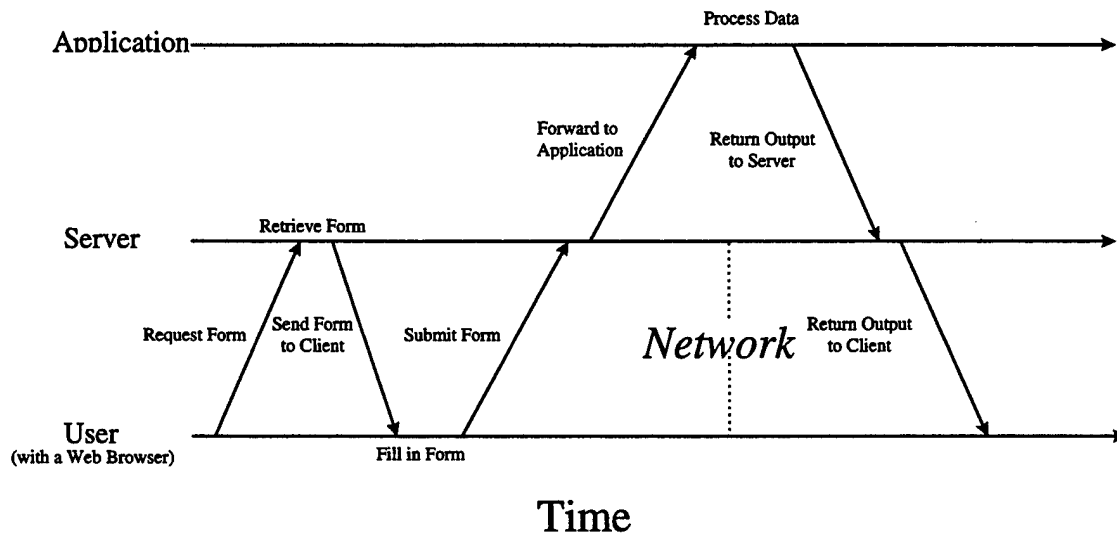 Process Data
Application
Forward to
Application
Return Output
to Server
Retrieve Form
Server
Request Form
Send Form
to Client
Submit Form
Network
Return Output
to Client
User
(with a Web Browser)
Fill in Form
Time